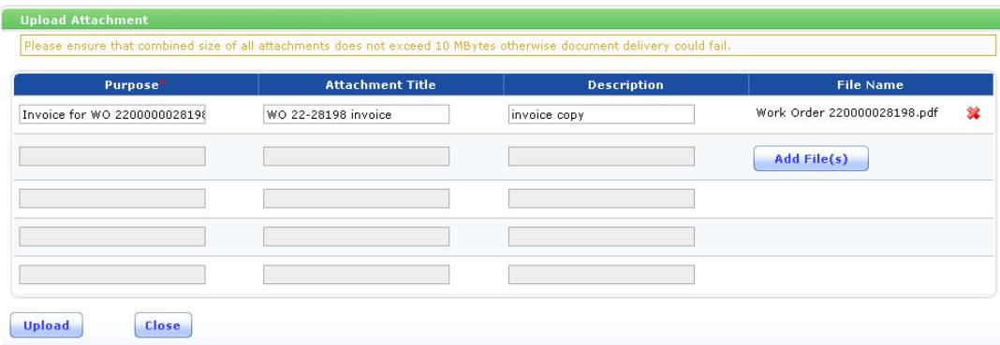 Upload Attachment
Please ensure that combined size of all attachments does not exceed 10 MBytes otherwise document delivery could fail.
Purpose* Attachment Title Description File Name
Invoice for WO 2200000028198 WO 22-28198 invoice invoice copy Work Order 220000028198.pdf
Add File(s)
Upload Close